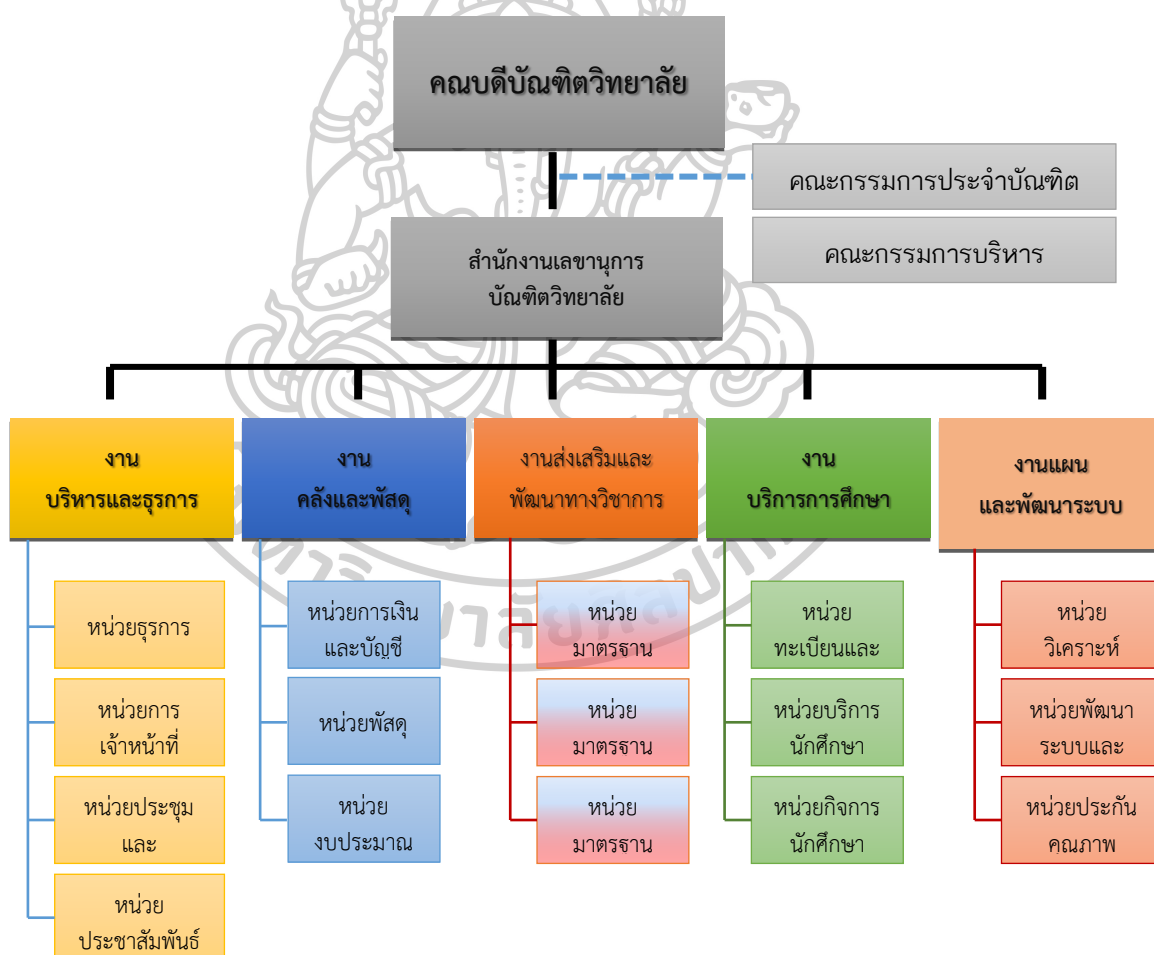 คณบดีบัณฑิตวิทยาลัย
คณะกรรมการประจำบัณฑิต
คณะกรรมการบริหาร
สำนักงานเลขานุการ
บัณฑิตวิทยาลัย
งาน
บริหารและธุรการ
งาน
คลังและพัสดุ
งานส่งเสริมและ
พัฒนาทางวิชาการ
งาน
บริการการศึกษา
งานแผน
และพัฒนาระบบ
หน่วยธุรการ
หน่วยการ
เจ้าหน้าที่
หน่วยประชุม
และ
หน่วย
ประชาสัมพันธ์
หน่วยการเงิน
และบัญชี
หน่วยพัสดุ
หน่วย
งบประมาณ
หน่วย
มาตรฐาน
หน่วย
มาตรฐาน
หน่วย
มาตรฐาน
หน่วย
ทะเบียนและ
หน่วยบริการ
นักศึกษา
หน่วยกิจการ
นักศึกษา
หน่วย
วิเคราะห์
หน่วยพัฒนา
ระบบและ
หน่วยประกัน
คุณภาพ